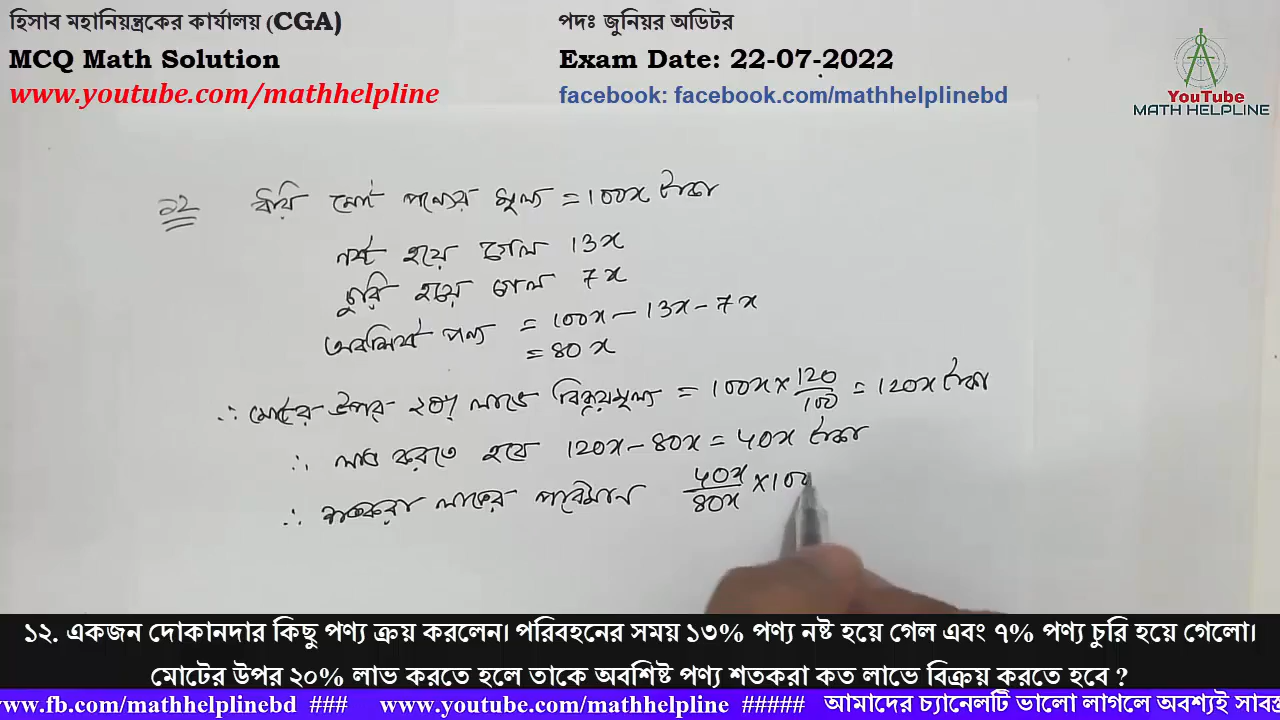 হিসাব মহানিয়ন্ত্রকের কার্যালয় (CGA)
পদঃ জুনিয়র অডিটর
MCQ Math Solution
Exam Date: 22-07-2022
www.youtube.com/mathhelpline
facebook: facebook.com/mathhelplinebd
YouTube
MATH HELPLINE
১২ ধরি মোট পণ্যের মূল্য = 100x টাকা
নষ্ট হয়ে গেল 13x
চুরি হয়ে গেল 7x
অবশিষ্ট পণ্য = 100x - 13x - 7x
= 80x
∴ মোটের উপর ২০% লাভে বিক্রয়মূল্য = 100x × 120/100 = 120x টাকা
∴ লাভ করতে হবে 120x - 80x = 40x টাকা
∴ শতকরা লাভের পরিমান 40x/80x × 100
১২. একজন দোকানদার কিছু পণ্য ক্রয় করলেন। পরিবহনের সময় ১৩% পণ্য নষ্ট হয়ে গেল এবং ৭% পণ্য চুরি হয়ে গেলো।
মোটের উপর ২০% লাভ করতে হলে তাকে অবশিষ্ট পণ্য শতকরা কত লাভে বিক্রয় করতে হবে ?
www.fb.com/mathhelplinebd ### www.youtube.com/mathhelpline ##### আমাদের চ্যানেলটি ভালো লাগলে অবশ্যই সাবস্ক্র